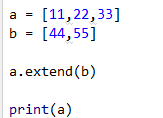 a = [11,22,33]
b = [44,55]
a.extend(b)
print(a)